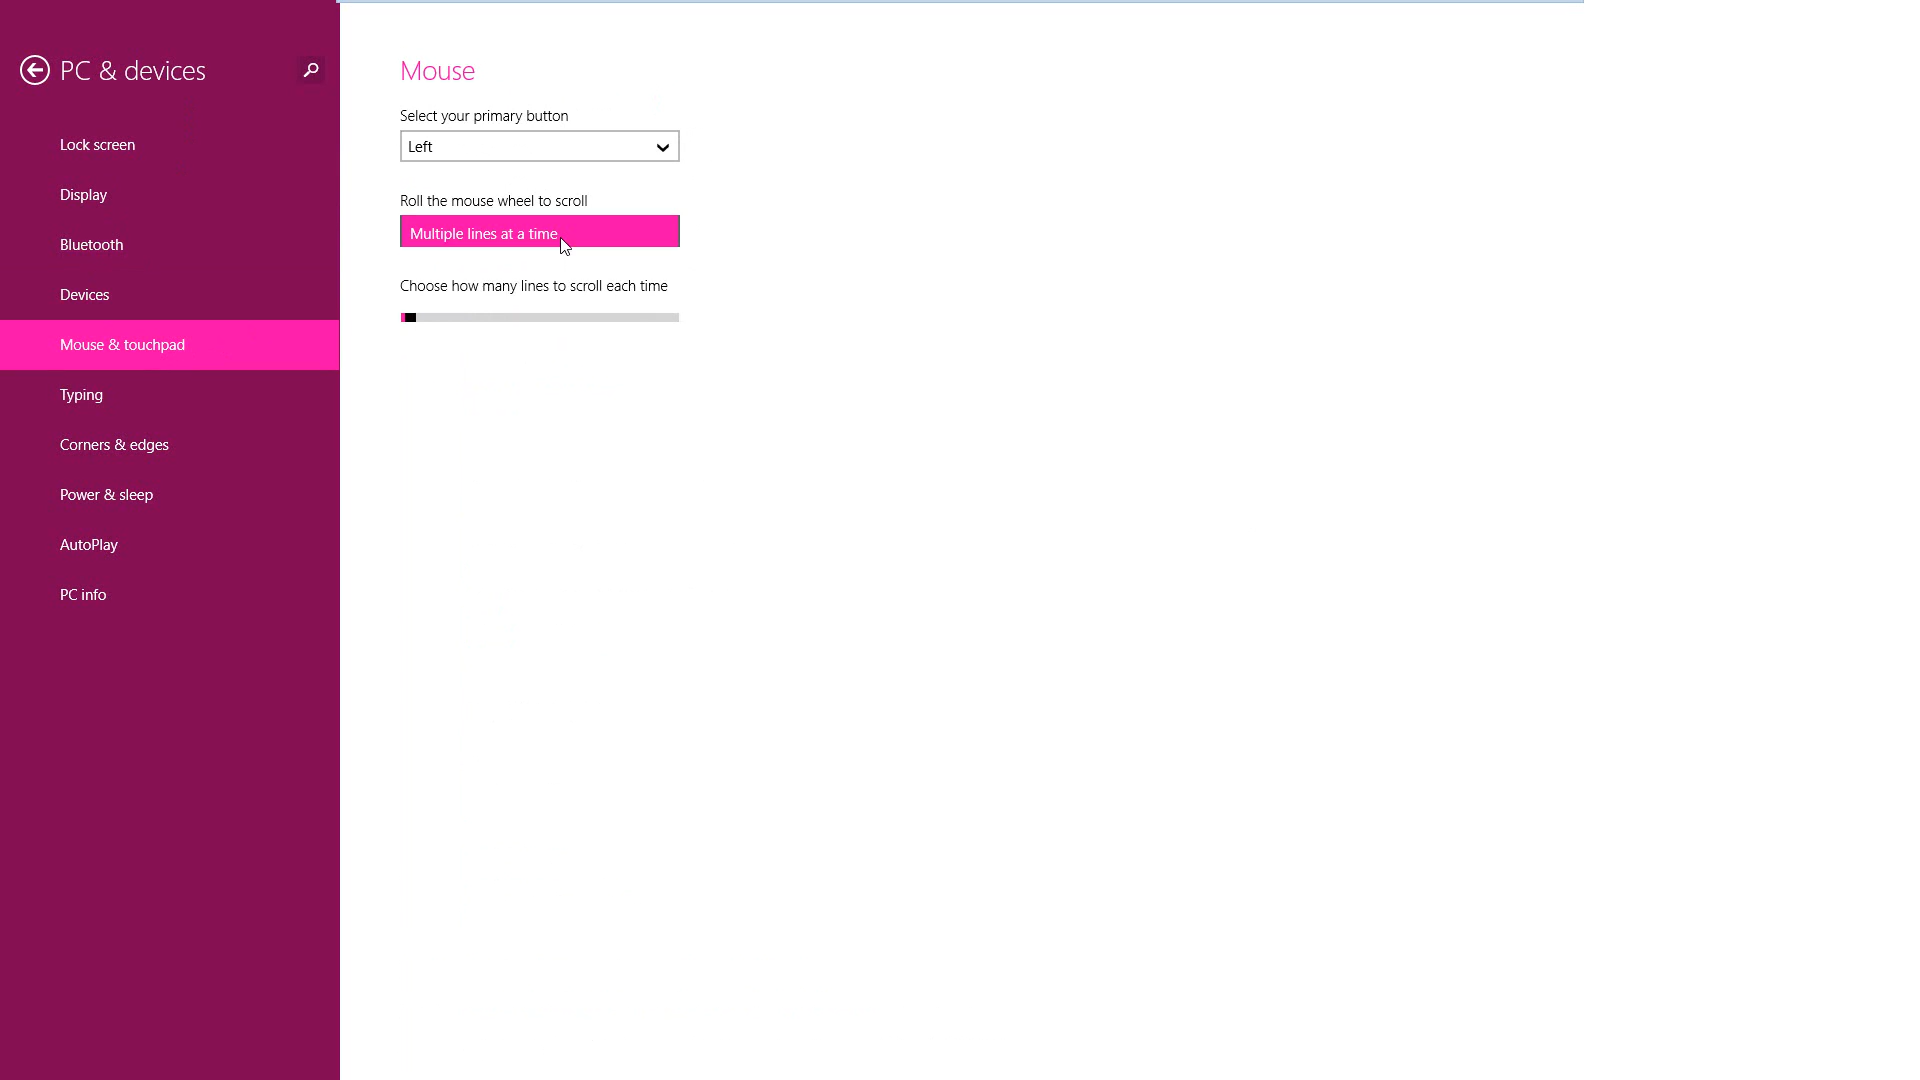 PC & devices
Lock screen
Display
Bluetooth
Devices
Mouse & touchpad
Typing
Corners & edges
Power & sleep
AutoPlay
PC info
Mouse
Select your primary button
Left
Roll the mouse wheel to scroll
Multiple lines at a time
Choose how many lines to scroll each time